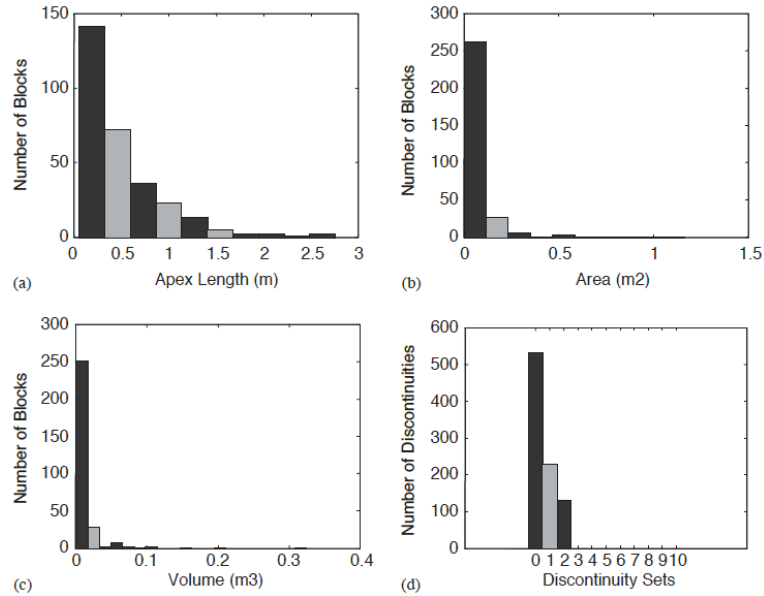 150
100
50
0
Number of Blocks
0 0.5 1 1.5 2 2.5 3
(a) Apex Length (m)
300
250
200
150
100
50
0
Number of Blocks
0 0.5 1 1.5
(b) Area (m2)
300
250
200
150
100
50
0
Number of Blocks
0 0.1 0.2 0.3 0.4
(c) Volume (m3)
600
500
400
300
200
100
0
Number of Discontinuities
0 1 2 3 4 5 6 7 8 9 10
(d) Discontinuity Sets